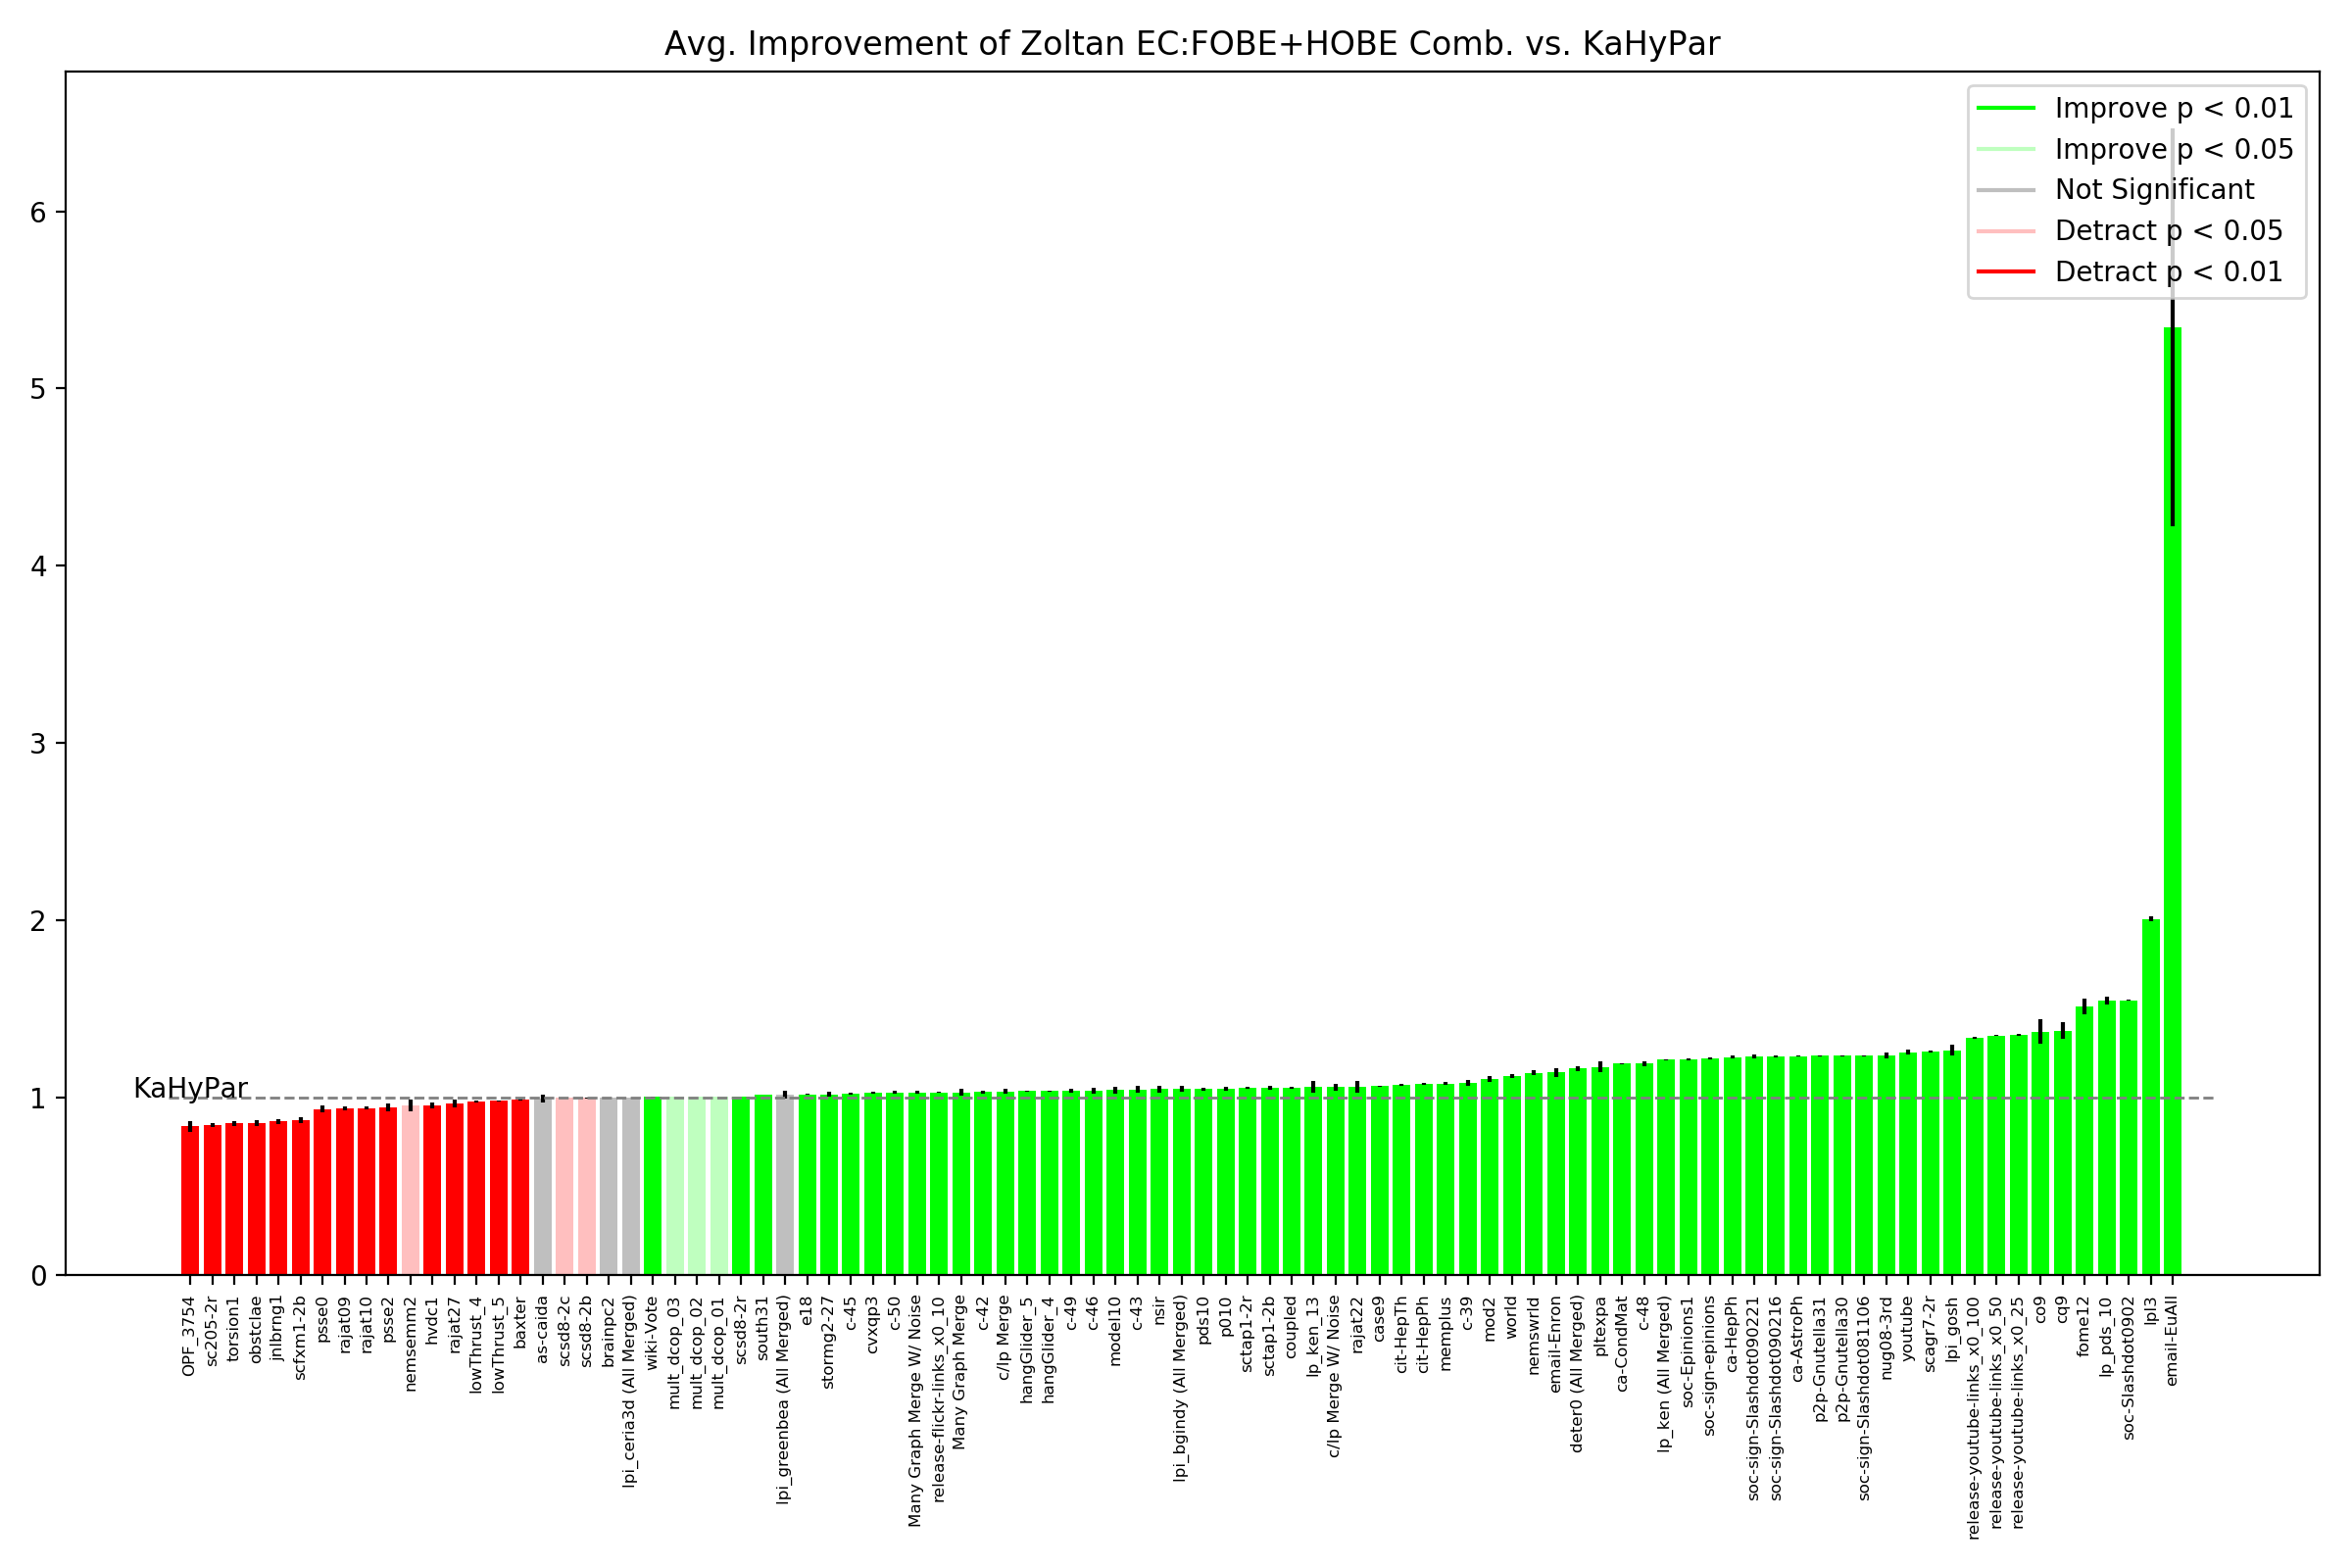 Avg. Improvement of Zoltan EC:FOBE+HOBE Comb. vs. KaHyPar
Improve p < 0.01
Improve p < 0.05
Not Significant
Detract p < 0.05
Detract p < 0.01
6
5
4
3
2
1
0
KaHyPar
OPF_3754
sc205-2r
torsion1
obstclae
jnlbrng1
scfxm1-2b
psse0
rajat09
rajat10
psse2
nemsemm2
hvdc1
rajat27
lowThrust_4
lowThrust_5
baxter
as-caida
scsd8-2c
scsd8-2b
brainpc2
lpi_ceria3d (All Merged)
wiki-Vote
mult_dcop_03
mult_dcop_02
mult_dcop_01
scsd8-2r
south31
lpi_greenbea (All Merged)
e18
stormg2-27
c-45
cvxqp3
c-50
Many Graph Merge W/ Noise
release-flickr-links_x0_10
Many Graph Merge
c-42
c/lp Merge
hangGlider_5
hangGlider_4
c-49
c-46
model10
c-43
nsir
lpi_bgindy (All Merged)
pds10
p010
sctap1-2r
sctap1-2b
coupled
lp_ken_13
c/lp Merge W/ Noise
rajat22
case9
cit-HepTh
cit-HepPh
memplus
c-39
mod2
world
nemswrld
email-Enron
deter0 (All Merged)
pltexpa
ca-CondMat
c-48
lp_ken (All Merged)
soc-Epinions1
soc-sign-epinions
ca-HepPh
soc-sign-Slashdot090221
soc-sign-Slashdot090216
ca-AstroPh
p2p-Gnutella31
p2p-Gnutella30
soc-sign-Slashdot081106
nug08-3rd
youtube
scagr7-2r
lpi_gosh
release-youtube-links_x0_100
release-youtube-links_x0_50
release-youtube-links_x0_25
co9
cq9
fome12
lp_pds_10
soc-Slashdot0902
lpl3
email-EuAll